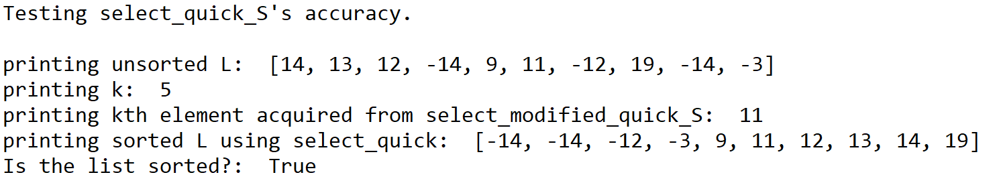 Testing select_quick_S's accuracy.
printing unsorted L:  [14, 13, 12, -14, 9, 11, -12, 19, -14, -3]
printing k:  5
printing kth element acquired from select_modified_quick_S:  11
printing sorted L using select_quick:  [-14, -14, -12, -3, 9, 11, 12, 13, 14, 19]
Is the list sorted?:  True